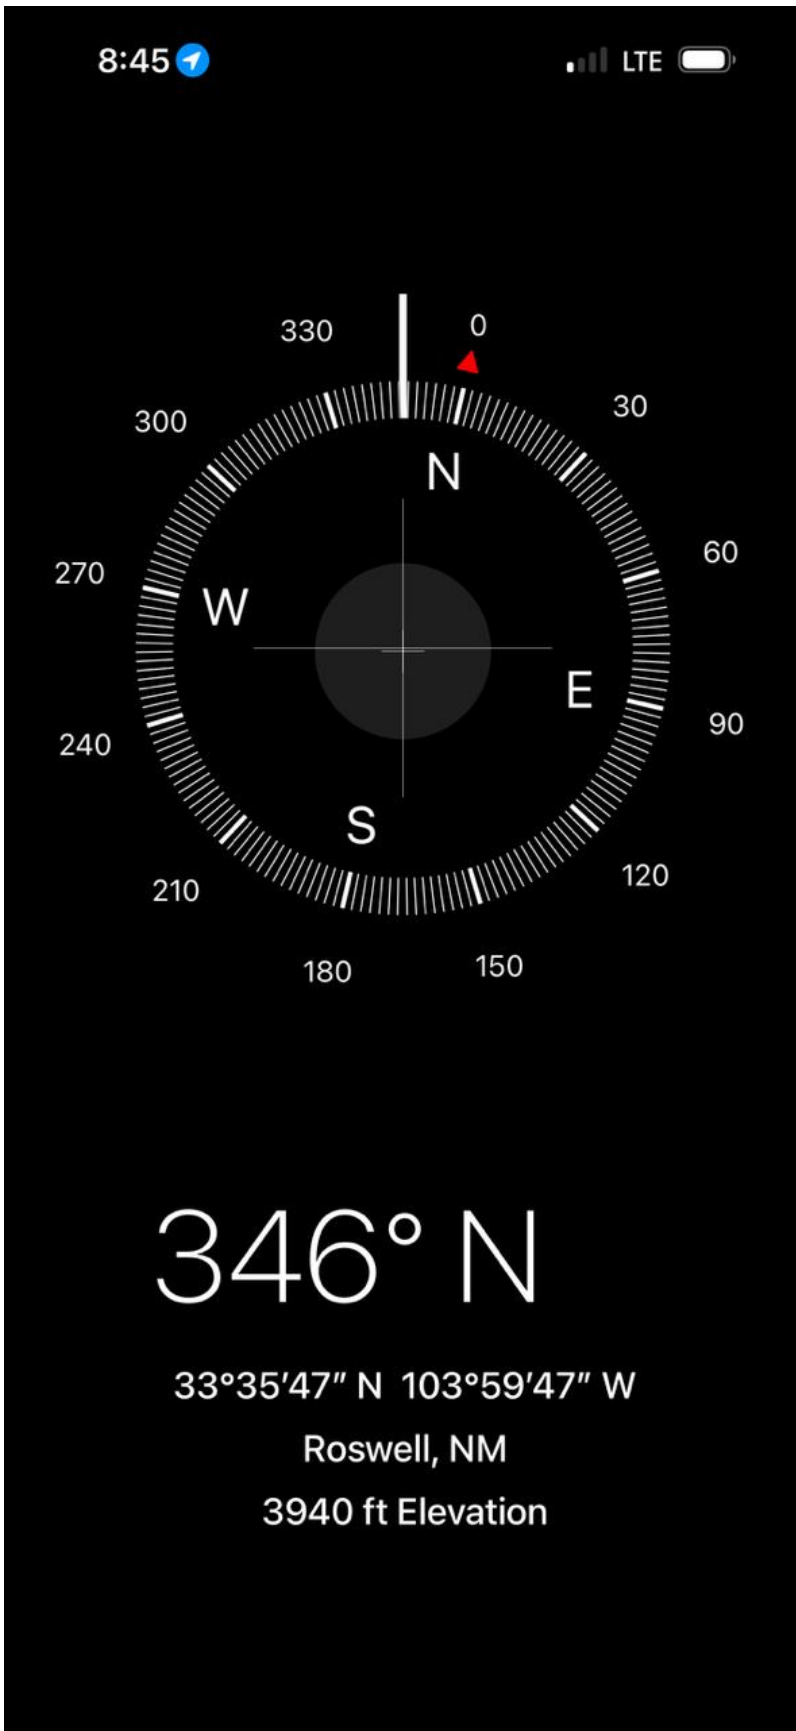 8:45 LTE
330 0
300 30
N
270 60
W
E
240 90
S
210 120
180 150
346° N
33°35′47″ N 103°59′47″ W
Roswell, NM
3940 ft Elevation